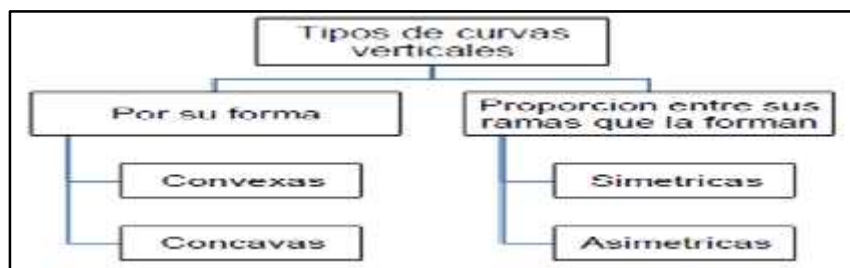 Tipos de curvas
verticales
Por su forma
Proporcion entre sus
ramas que la forman
Convexas
Simetricas
Concavas
Asimetricas